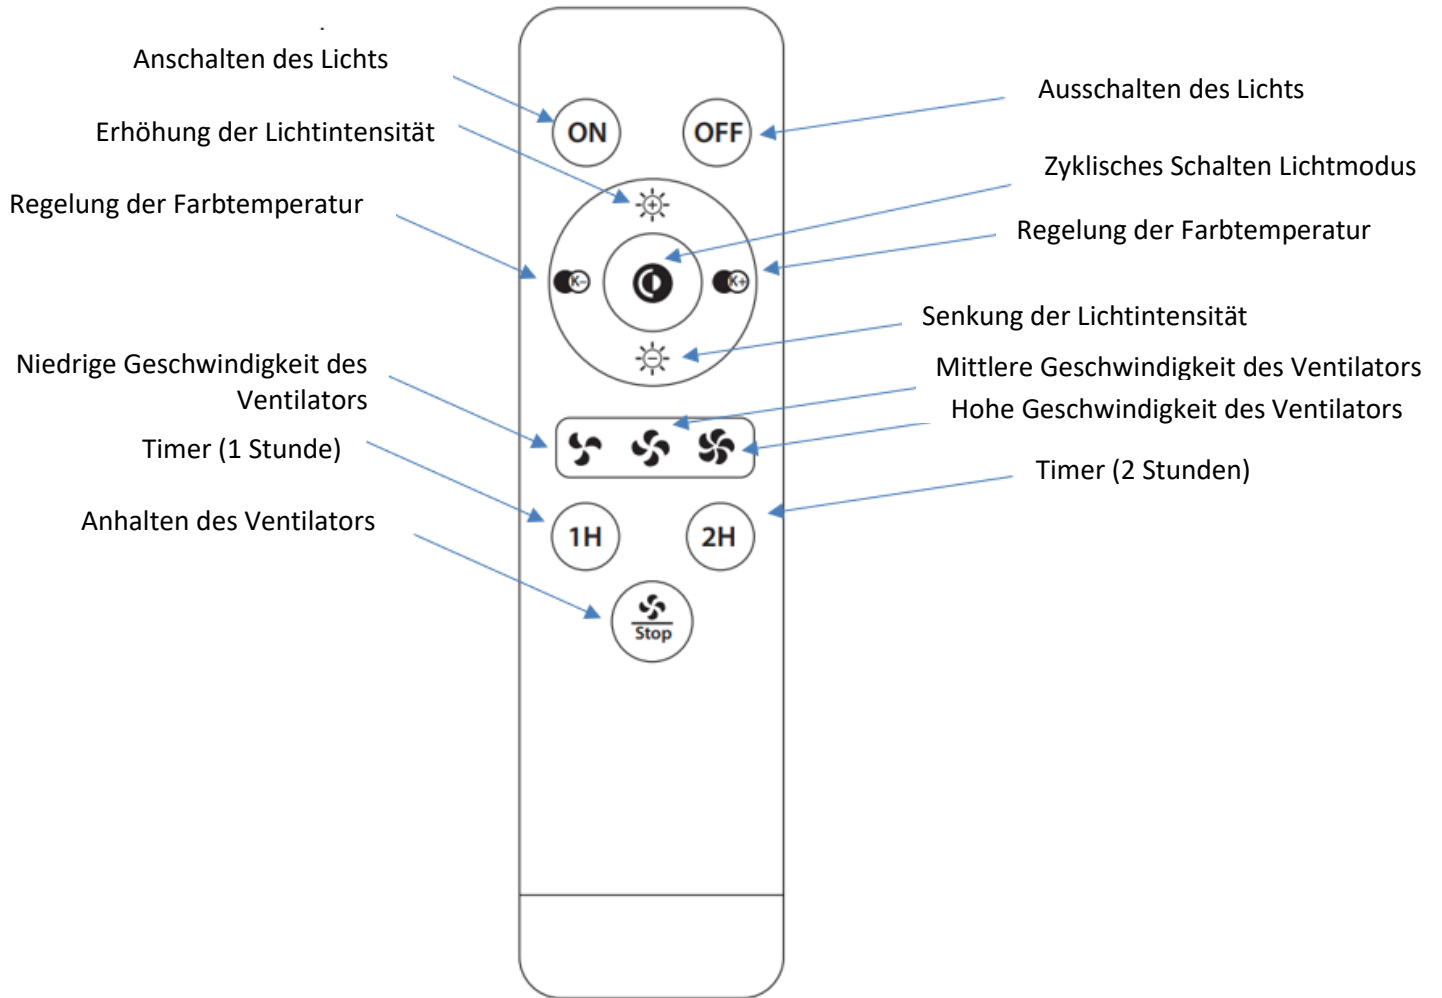 Anschalten des Lichts
Ausschalten des Lichts
ON
OFF
Erhöhung der Lichtintensität
Zyklisches Schalten Lichtmodus
Regelung der Farbtemperatur
Regelung der Farbtemperatur
K-
K+
Senkung der Lichtintensität
Niedrige Geschwindigkeit des
Ventilators
Mittlere Geschwindigkeit des Ventilators
Hohe Geschwindigkeit des Ventilators
Timer (1 Stunde)
Timer (2 Stunden)
Anhalten des Ventilators
1H
2H
Stop